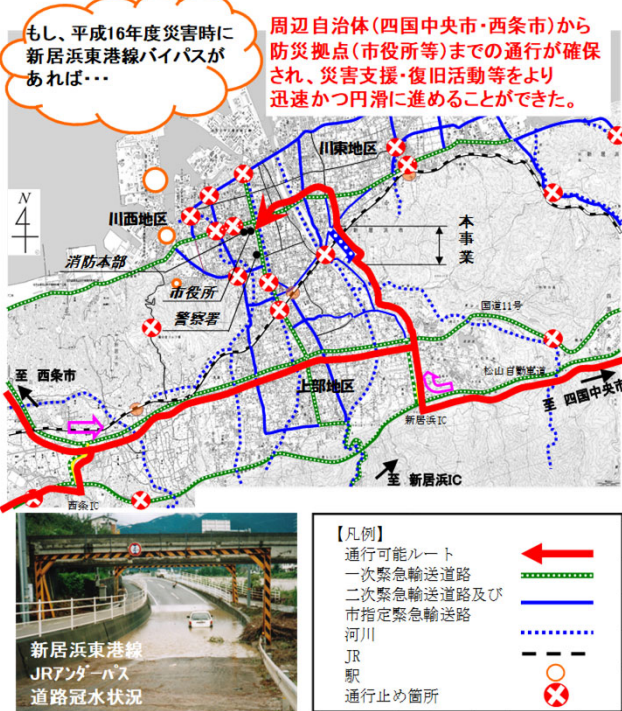 もし、平成16年度災害時に
新居浜東港線バイパスが
あれば・・・
周辺自治体(四国中央市・西条市)から
防災拠点(市役所等)までの通行が確保
され、災害支援・復旧活動等をより
迅速かつ円滑に進めることができた。
川東地区
N
川西地区
本事業
消防本部
市役所
警察署
国道11号
松山自動車道
至 西条市
上部地区
至 四国中央市
新居浜IC
至 新居浜IC
西条IC
新居浜東港線
JRアンダーパス
道路冠水状況
【凡例】
通行可能ルート
一次緊急輸送道路
二次緊急輸送道路及び
市指定緊急輸送路
河川
JR
駅
通行止め箇所